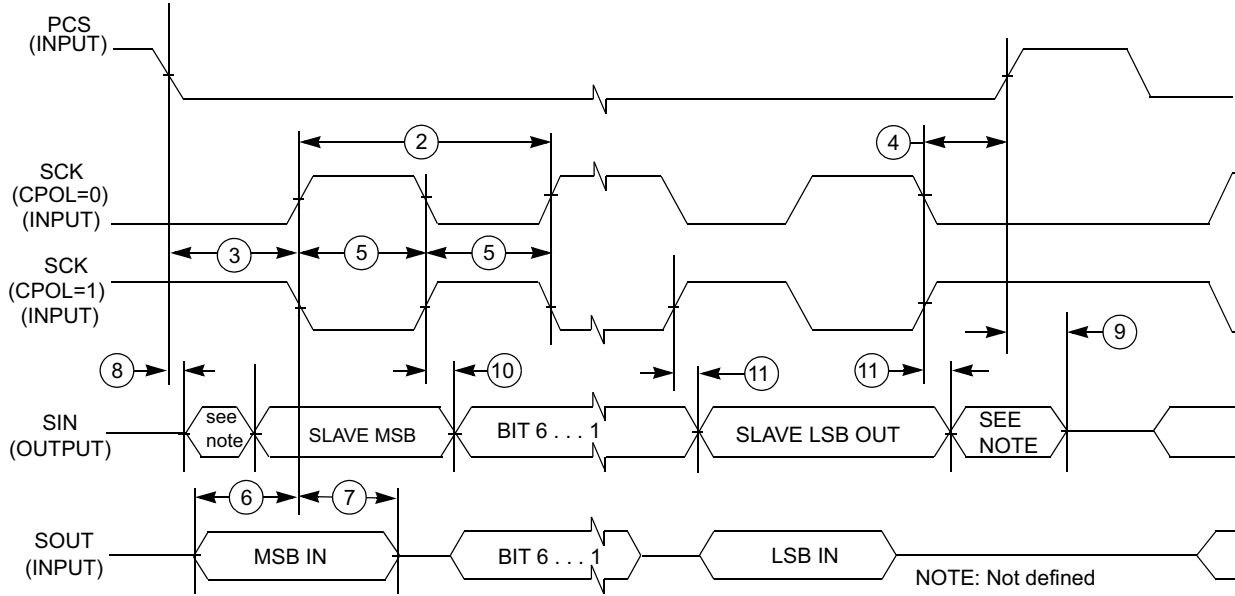 PCS
(INPUT)
2
4
SCK
(CPOL=0)
(INPUT)
3
5
5
SCK
(CPOL=1)
(INPUT)
8
10
11
11
9
SIN
(OUTPUT)
see
note
SLAVE MSB
BIT 6 . . . 1
SLAVE LSB OUT
SEE
NOTE
6
7
SOUT
(INPUT)
MSB IN
BIT 6 . . . 1
LSB IN
NOTE: Not defined